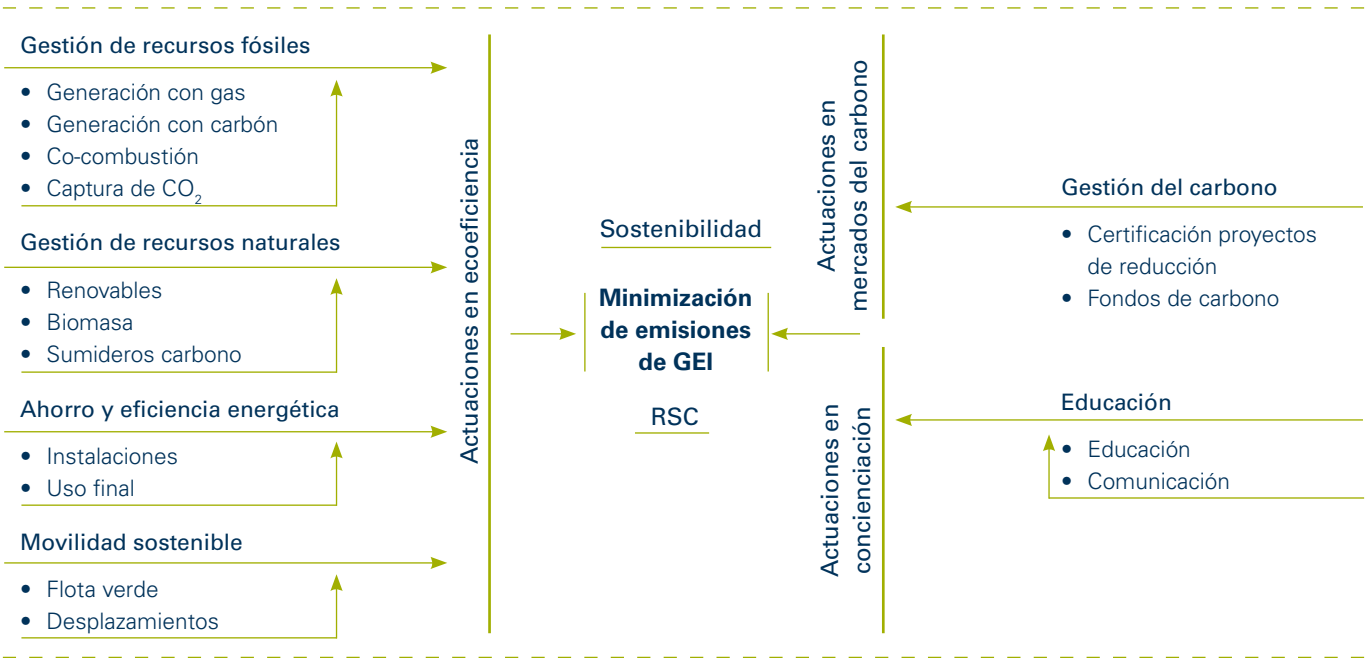 Gestión de recursos fósiles
• Generación con gas
• Generación con carbón
• Co-combustión
• Captura de CO₂
Gestión de recursos naturales
• Renovables
• Biomasa
• Sumideros carbono
Ahorro y eficiencia energética
• Instalaciones
• Uso final
Movilidad sostenible
• Flota verde
• Desplazamientos
Actuaciones en ecoeficiencia
Sostenibilidad
Minimización
de emisiones
de GEI
RSC
Actuaciones en
mercados del carbono
Actuaciones en
concienciación
Gestión del carbono
• Certificación proyectos
de reducción
• Fondos de carbono
Educación
• Educación
• Comunicación